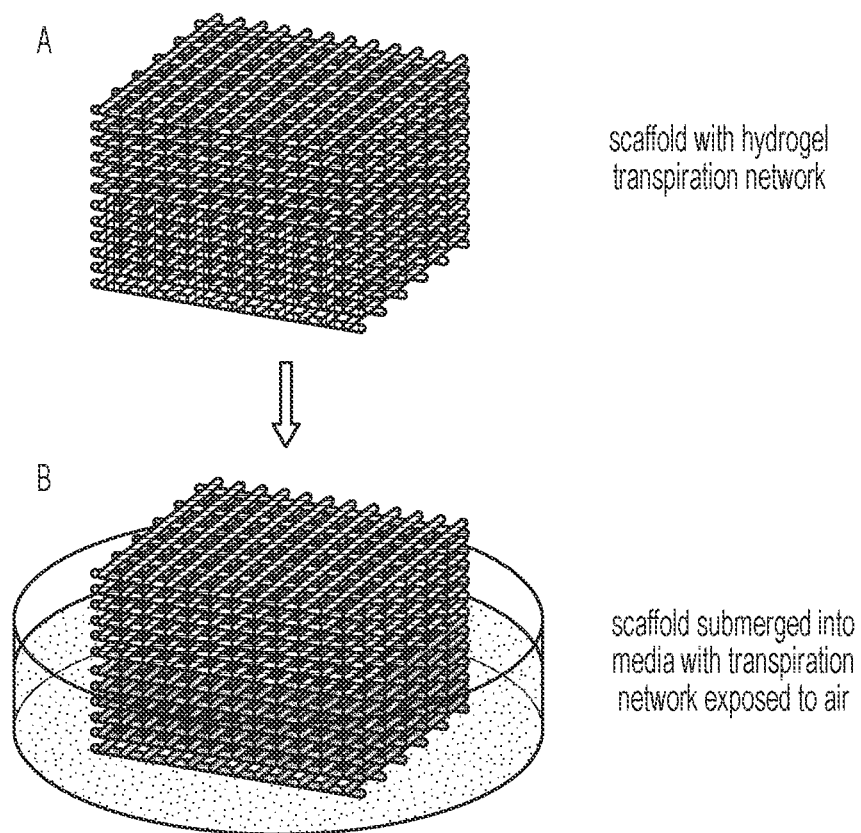 A
scaffold with hydrogel
transpiration network
B
scaffold submerged into
media with transpiration
network exposed to air